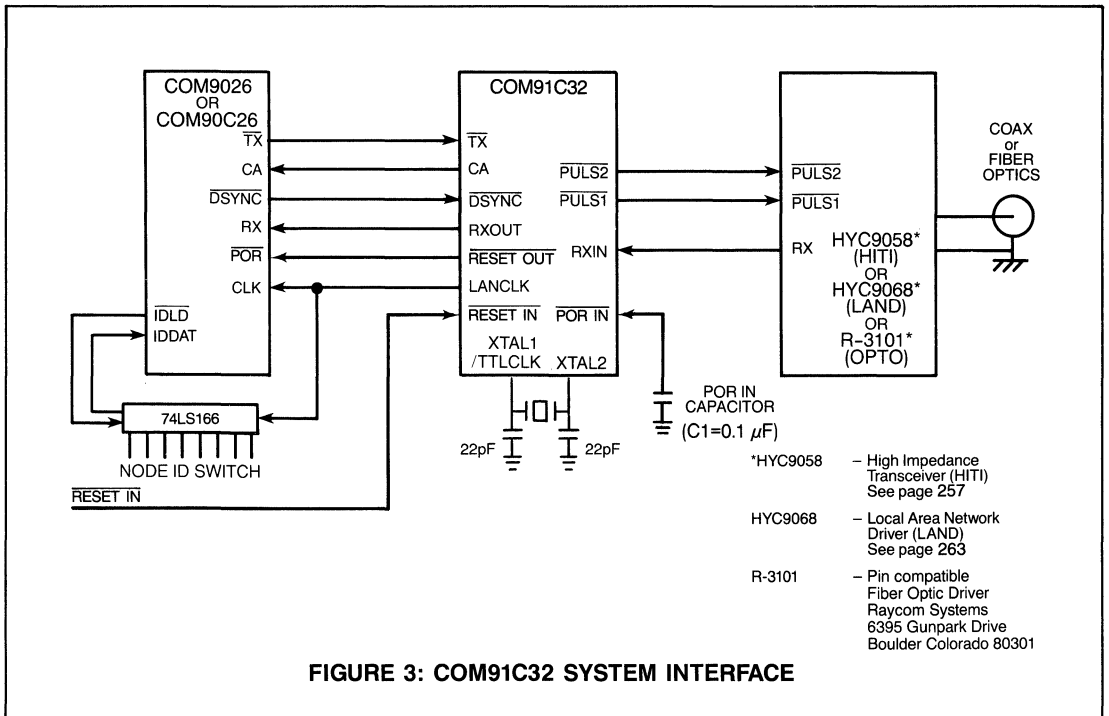 COM9026
OR
COM90C26
TX
CA
DSYNC
RX
POR
CLK
IDLD
IDDAT
74LS166
NODE ID SWITCH
RESET IN
COM91C32
TX
CA
DSYNC
RXOUT
RESET OUT
LANCLK
RESET IN
XTAL1
/TTLCLK
XTAL2
PULS2
PULS1
RXIN
POR IN
22pF
22pF
POR IN
CAPACITOR
(C1=0.1 μF)
PULS2
PULS1
RX
HYC9058*
(HITI)
OR
HYC9068*
(LAND)
OR
R-3101*
(OPTO)
COAX
or
FIBER
OPTICS
*HYC9058 – High Impedance
Transceiver (HITI)
See page 257
HYC9068 – Local Area Network
Driver (LAND)
See page 263
R-3101 – Pin compatible
Fiber Optic Driver
Raycom Systems
6395 Gunpark Drive
Boulder Colorado 80301
FIGURE 3: COM91C32 SYSTEM INTERFACE